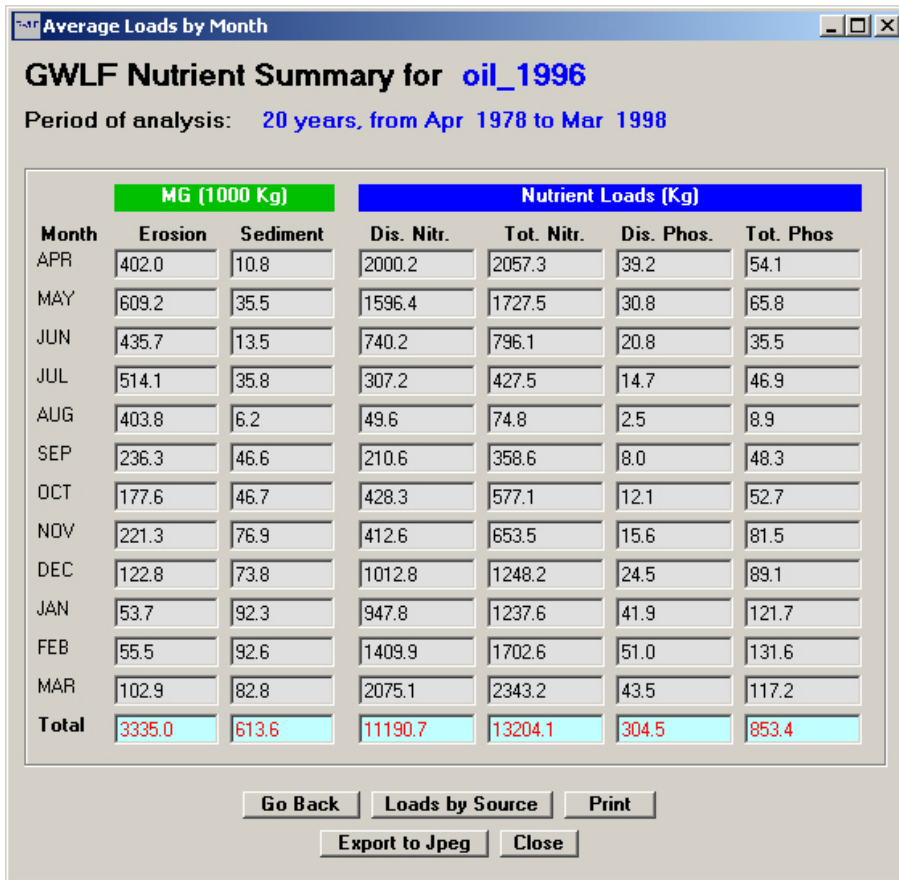 Average Loads by Month
GWLF Nutrient Summary for oil_1996
Period of analysis: 20 years, from Apr 1978 to Mar 1998
MG (1000 Kg) Nutrient Loads (Kg)
Month Erosion Sediment Dis. Nitr. Tot. Nitr. Dis. Phos. Tot. Phos
APR 402.0 10.8 2000.2 2057.3 39.2 54.1
MAY 609.2 35.5 1596.4 1727.5 30.8 65.8
JUN 435.7 13.5 740.2 796.1 20.8 35.5
JUL 514.1 35.8 307.2 427.5 14.7 46.9
AUG 403.8 6.2 49.6 74.8 2.5 8.9
SEP 236.3 46.6 210.6 358.6 8.0 48.3
OCT 177.6 46.7 428.3 577.1 12.1 52.7
NOV 221.3 76.9 412.6 653.5 15.6 81.5
DEC 122.8 73.8 1012.8 1248.2 24.5 89.1
JAN 53.7 92.3 947.8 1237.6 41.9 121.7
FEB 55.5 92.6 1409.9 1702.6 51.0 131.6
MAR 102.9 82.8 2075.1 2343.2 43.5 117.2
Total 3335.0 613.6 11190.7 13204.1 304.5 853.4
Go Back Loads by Source Print
Export to Jpeg Close